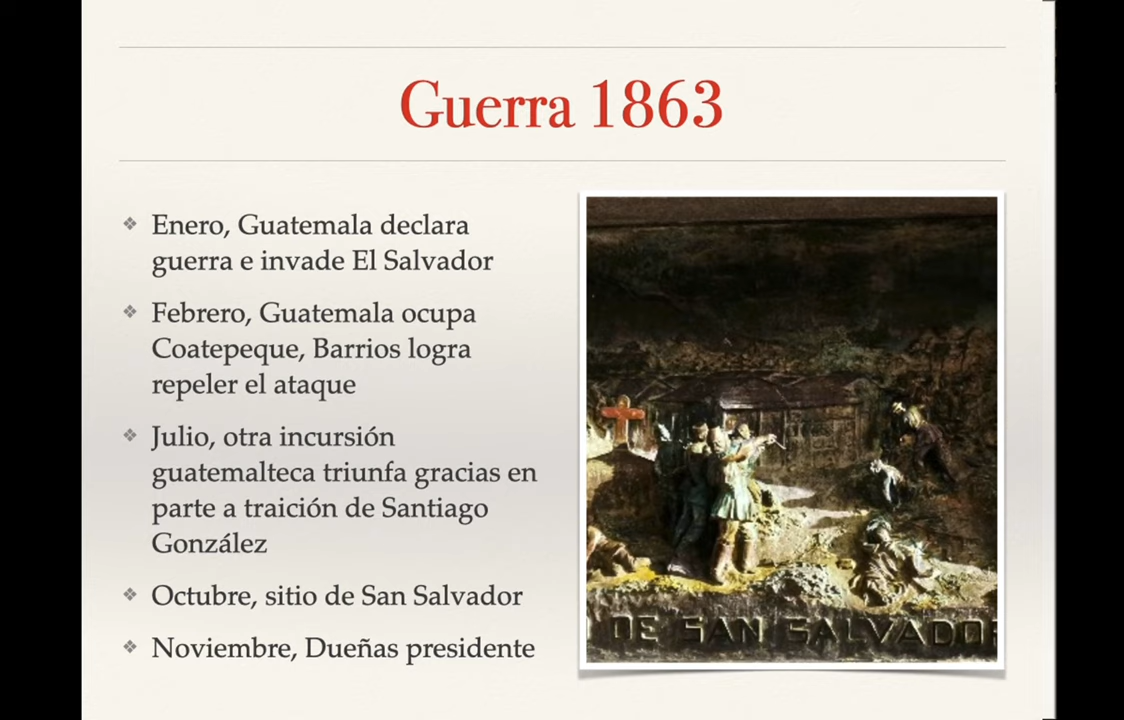 Guerra 1863
Enero, Guatemala declara
guerra e invade El Salvador
Febrero, Guatemala ocupa
Coatepeque, Barrios logra
repeler el ataque
Julio, otra incursión
guatemalteca triunfa gracias en
parte a traición de Santiago
González
Octubre, sitio de San Salvador
Noviembre, Dueñas presidente
DE SAN SALVADOR